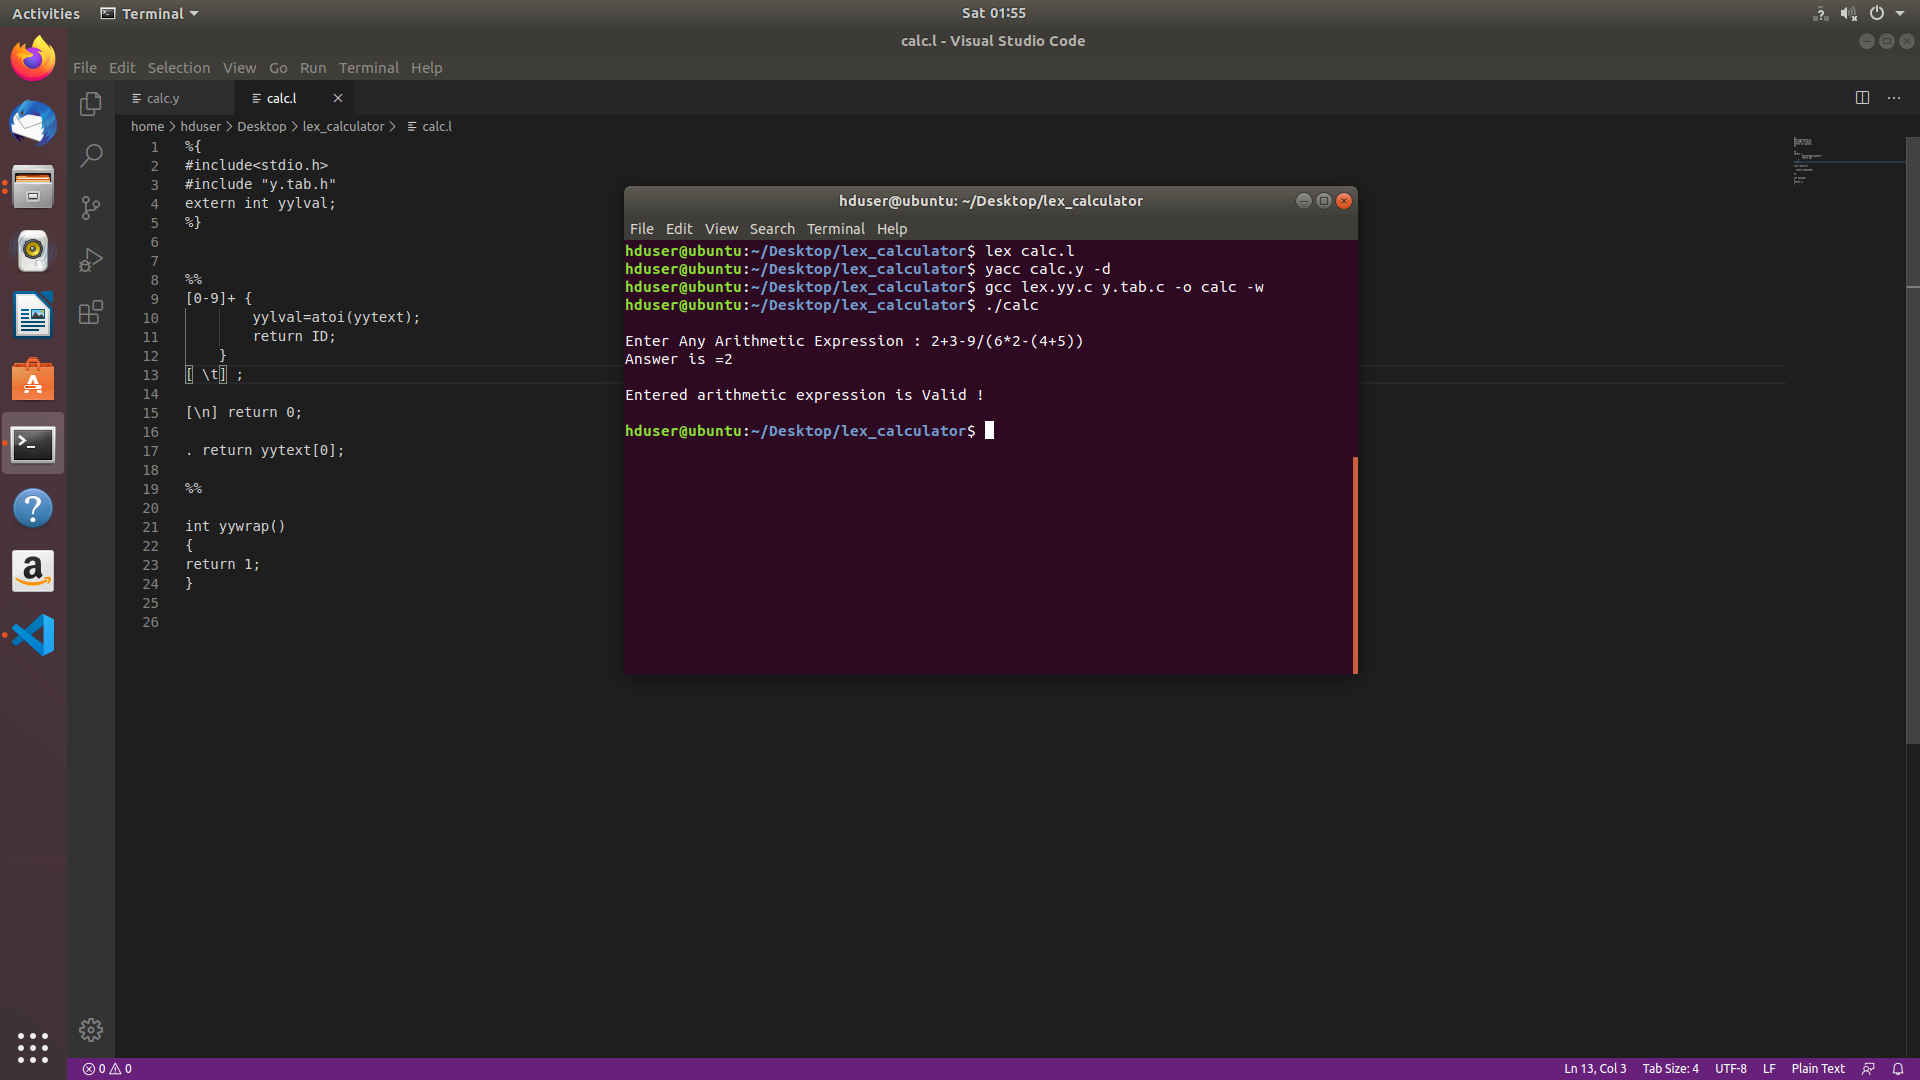 Activities Terminal Sat 01:55
calc.l - Visual Studio Code
File Edit Selection View Go Run Terminal Help
calc.y calc.l
home > hduser > Desktop > lex_calculator > calc.l
1 %{
2 #include<stdio.h>
3 #include "y.tab.h"
4 extern int yylval;
5 %}
6
7
8 %%
9 [0-9]+ {
10 yylval=atoi(yytext);
11 return ID;
12 }
13 [ \t] ;
14
15 [\n] return 0;
16
17 . return yytext[0];
18
19 %%
20
21 int yywrap()
22 {
23 return 1;
24 }
25
26
hduser@ubuntu: ~/Desktop/lex_calculator
File Edit View Search Terminal Help
hduser@ubuntu:~/Desktop/lex_calculator$ lex calc.l
hduser@ubuntu:~/Desktop/lex_calculator$ yacc calc.y -d
hduser@ubuntu:~/Desktop/lex_calculator$ gcc lex.yy.c y.tab.c -o calc -w
hduser@ubuntu:~/Desktop/lex_calculator$ ./calc
Enter Any Arithmetic Expression : 2+3-9/(6*2-(4+5))
Answer is =2
Entered arithmetic expression is Valid !
hduser@ubuntu:~/Desktop/lex_calculator$
0 0 Ln 13, Col 3 Tab Size: 4 UTF-8 LF Plain Text